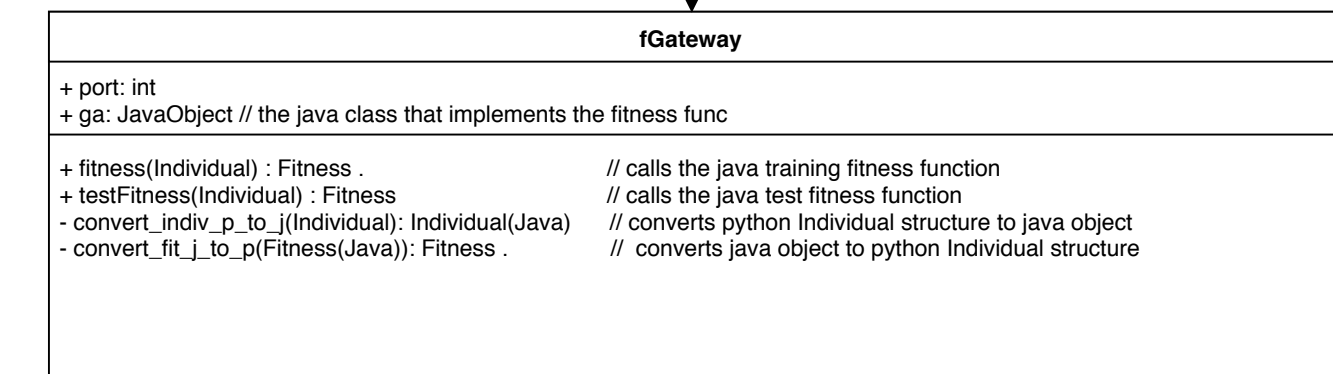 fGateway
+ port: int
+ ga: JavaObject // the java class that implements the fitness func
+ fitness(Individual) : Fitness . // calls the java training fitness function
+ testFitness(Individual) : Fitness // calls the java test fitness function
- convert_indiv_p_to_j(Individual): Individual(Java) // converts python Individual structure to java object
- convert_fit_j_to_p(Fitness(Java)): Fitness . // converts java object to python Individual structure